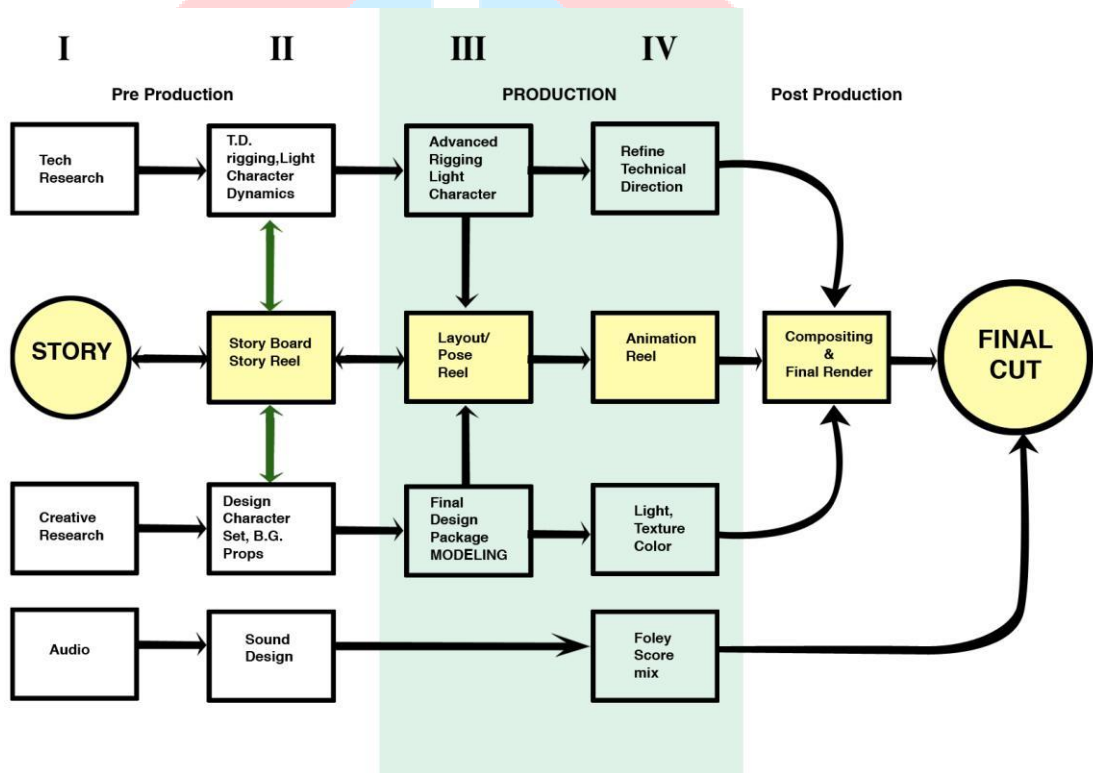 I
II
III
IV
Pre Production
PRODUCTION
Post Production
Tech
Research
T.D.
rigging,Light
Character
Dynamics
Advanced
Rigging
Light
Character
Refine
Technical
Direction
STORY
Story Board
Story Reel
Layout/
Pose
Reel
Animation
Reel
Compositing
&
Final Render
FINAL
CUT
Creative
Research
Design
Character
Set, B.G.
Props
Final
Design
Package
MODELING
Light,
Texture
Color
Audio
Sound
Design
Foley
Score
mix